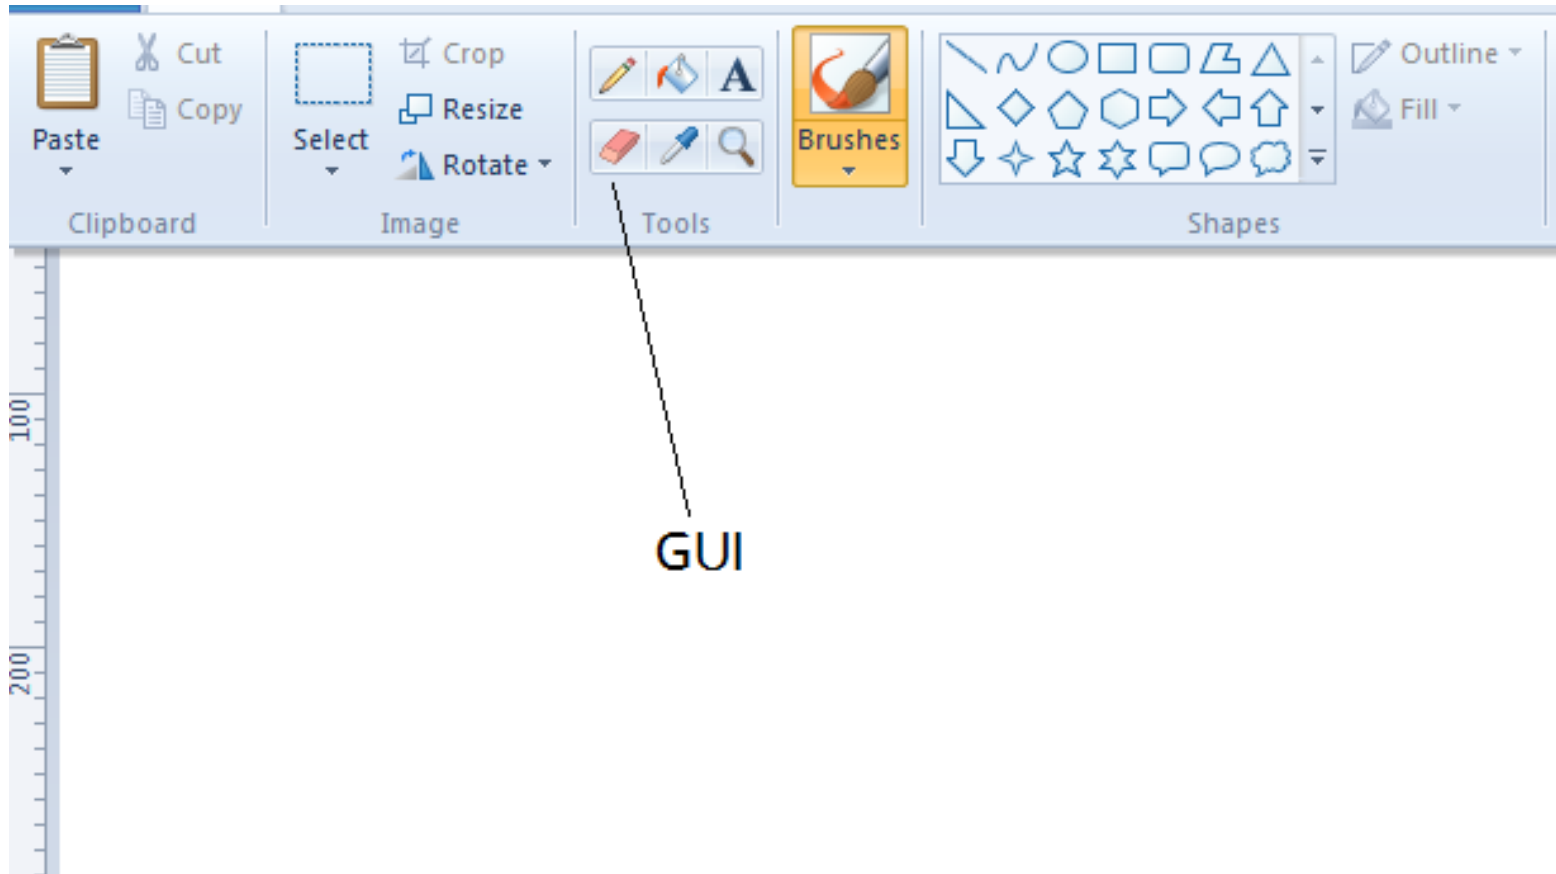 Paste
Cut
Copy
Clipboard
Select
Crop
Resize
Rotate
Image
A
Tools
Brushes
Shapes
Outline
Fill
100
200
GUI